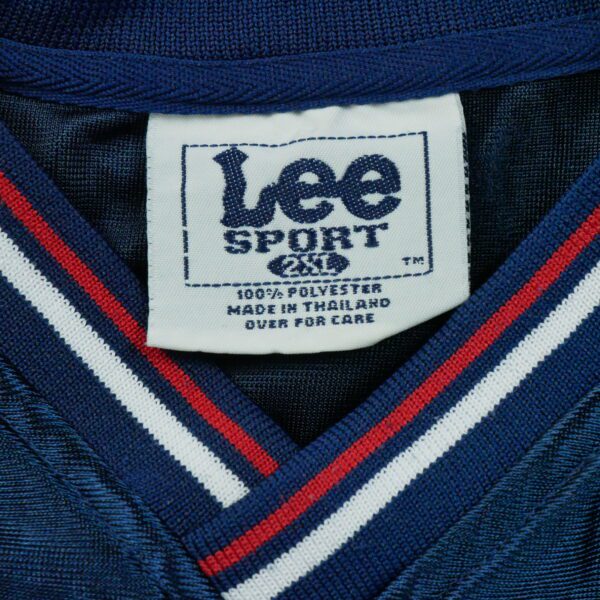 Lee
SPORT
2XL
TM
100% POLYESTER
MADE IN THAILAND
OVER FOR CARE